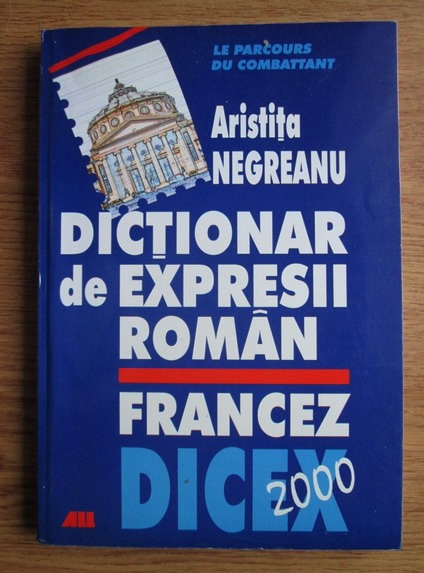 LE PARCOURS
DU COMBATTANT
Aristița
NEGREANU
DICȚIONAR
de EXPRESII
ROMÂN
FRANCEZ
DICEX
2000
ALL